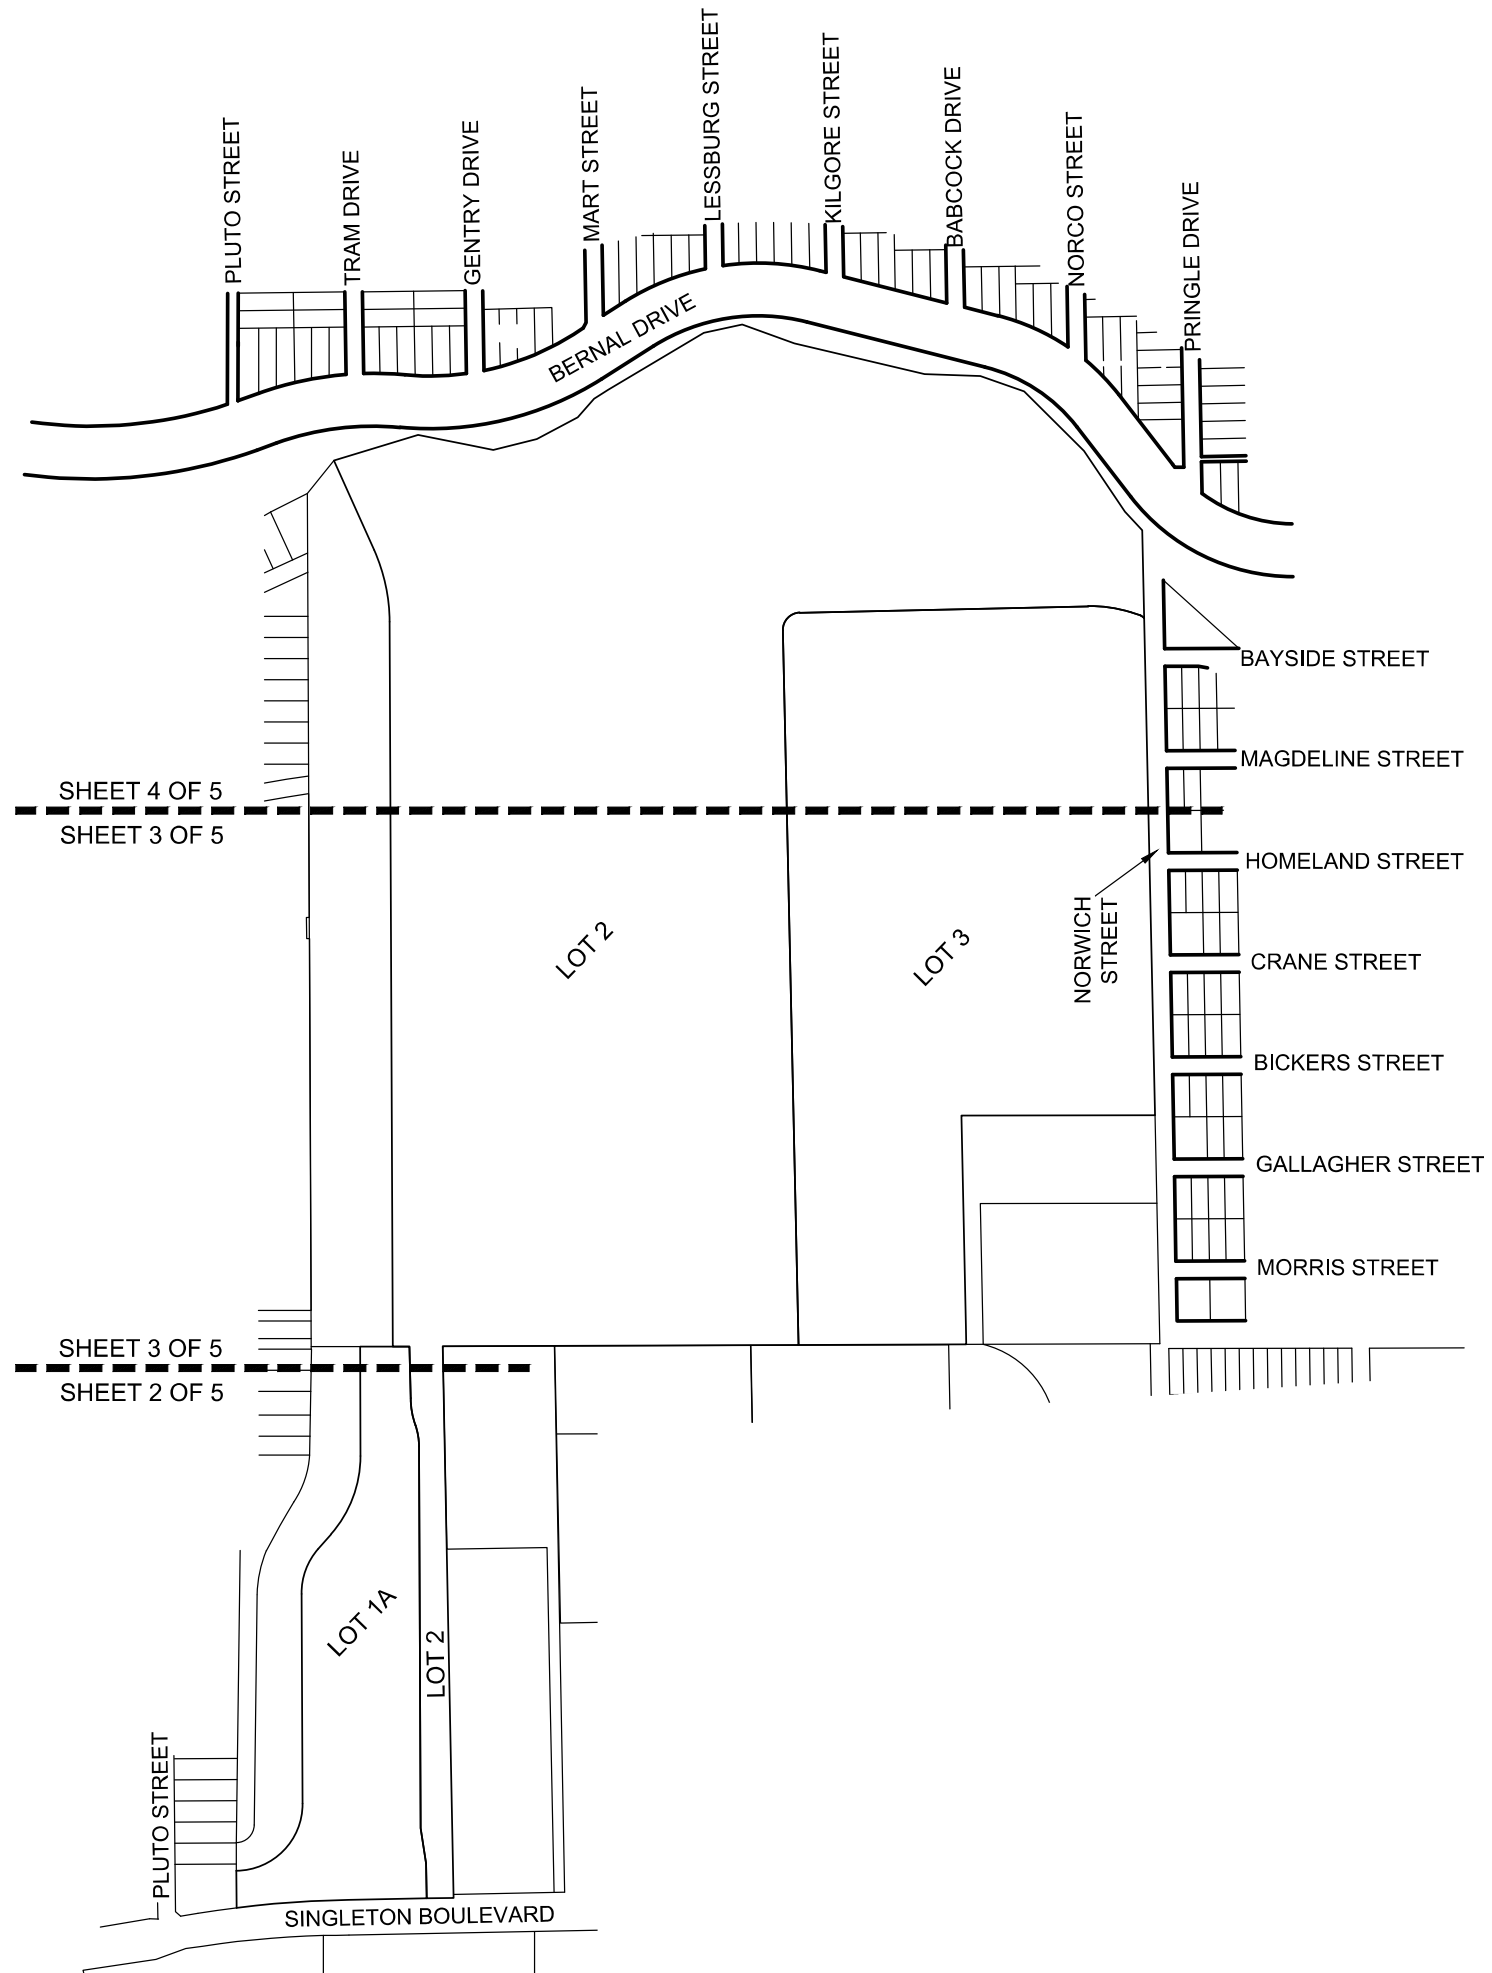 PLUTO STREET
TRAM DRIVE
GENTRY DRIVE
MART STREET
LESSBURG STREET
KILGORE STREET
BABCOCK DRIVE
NORCO STREET
PRINGLE DRIVE
BERNAL DRIVE
BAYSIDE STREET
MAGDELINE STREET
SHEET 4 OF 5
SHEET 3 OF 5
HOMELAND STREET
LOT 2
LOT 3
NORWICH
STREET
CRANE STREET
BICKERS STREET
GALLAGHER STREET
MORRIS STREET
SHEET 3 OF 5
SHEET 2 OF 5
LOT 1A
LOT 2
PLUTO STREET
SINGLETON BOULEVARD